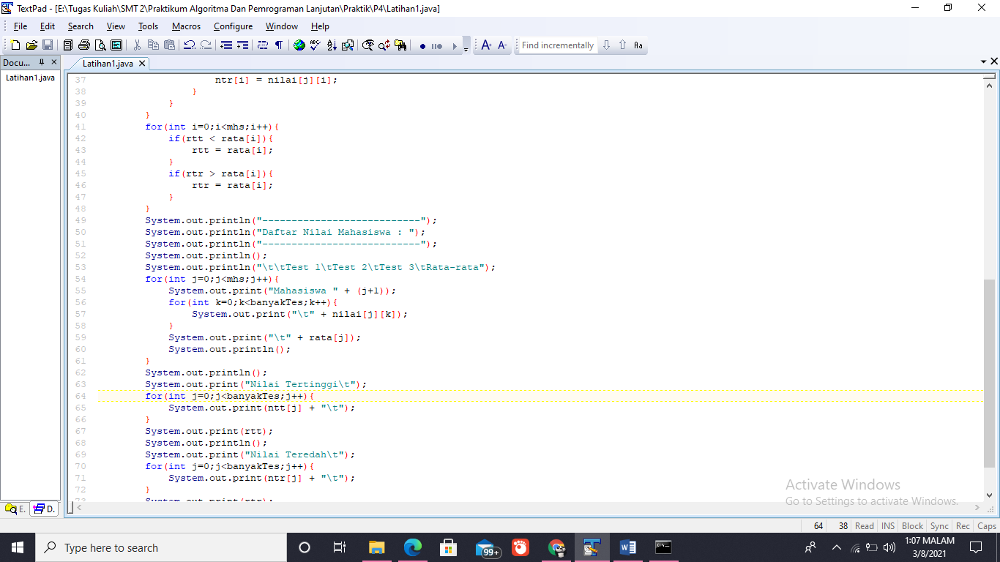 TextPad - [E:\Tugas Kuliah\SMT 2\Praktikum Algoritma Dan Pemrograman Lanjutan\Praktik\P4\Latihan1.java]
File Edit Search View Tools Macros Configure Window Help
Find incrementally Aa
Docu... Latihan1.java
Latihan1.java
37 ntr[i] = nilai[j][i];
38 }
39 }
40 }
41 for(int i=0;i<mhs;i++){
42 if(rtt < rata[i]){
43 rtt = rata[i];
44 }
45 if(rtr > rata[i]){
46 rtr = rata[i];
47 }
48 }
49 System.out.println("---------------------------");
50 System.out.println("Daftar Nilai Mahasiswa : ");
51 System.out.println("---------------------------");
52 System.out.println();
53 System.out.println("\t\tTest 1\tTest 2\tTest 3\tRata-rata");
54 for(int j=0;j<mhs;j++){
55 System.out.print("Mahasiswa " + (j+1));
56 for(int k=0;k<banyakTes;k++){
57 System.out.print("\t" + nilai[j][k]);
58 }
59 System.out.print("\t" + rata[j]);
60 System.out.println();
61 }
62 System.out.println();
63 System.out.print("Nilai Tertinggi\t");
64 for(int j=0;j<banyakTes;j++){
65 System.out.print(ntt[j] + "\t");
66 }
67 System.out.print(rtt);
68 System.out.println();
69 System.out.print("Nilai Teredah\t");
70 for(int j=0;j<banyakTes;j++){
71 System.out.print(ntr[j] + "\t");
72 }
73 System.out.print(rtr);
Activate Windows
Go to Settings to activate Windows.
E. D.
64 38 Read INS Block Sync Rec Caps
Type here to search
99+
1:07 MALAM
3/8/2021